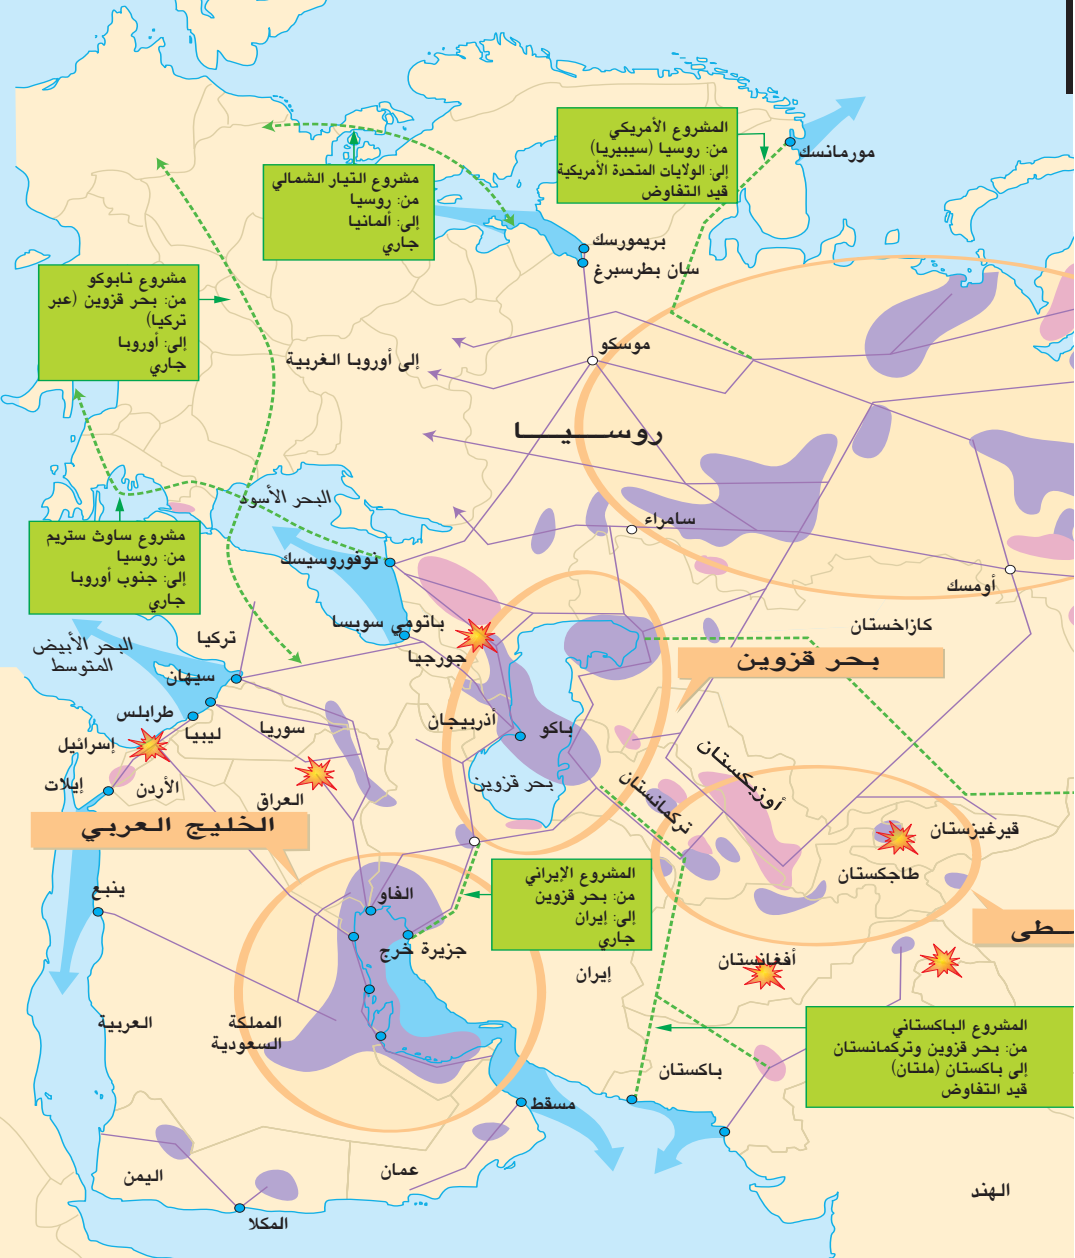 المشروع الأمريكي
من: روسيا (سيبيريا)
إلى: الولايات المتحدة الأمريكية
قيد التفاوض
مورمانسك
مشروع التيار الشمالي
من: روسيا
إلى: ألمانيا
جاري
بريمورسك
سان بطرسبرغ
مشروع نابوكو
من: بحر قزوين (عبر
تركيا)
إلى: أوروبا
جاري
موسكو
إلى أوروبا الغربية
روســـيـــا
البحر الأسود
سامراء
مشروع ساوث ستريم
من: روسيا
إلى: جنوب أوروبا
جاري
نوفوروسيسك
أومسك
كازاخستان
باتومي سوبسا
جورجيا
تركيا
البحر الأبيض
المتوسط
سيهان
بحر قزوين
طرابلس
ليبيا
سوريا
أذربيجان
باكو
إسرائيل
أوزبكستان
بحر قزوين
تركمانستان
إيلات
الأردن
العراق
الخليج العربي
قيرغيزستان
طاجكستان
المشروع الإيراني
من: بحر قزوين
إلى: إيران
جاري
ينبع
الفاو
جزيرة خرج
ـطى
إيران
أفغانستان
العربية
المملكة
السعودية
المشروع الباكستاني
من: بحر قزوين وتركمانستان
إلى باكستان (ملتان)
قيد التفاوض
باكستان
مسقط
اليمن
عمان
الهند
المكلا